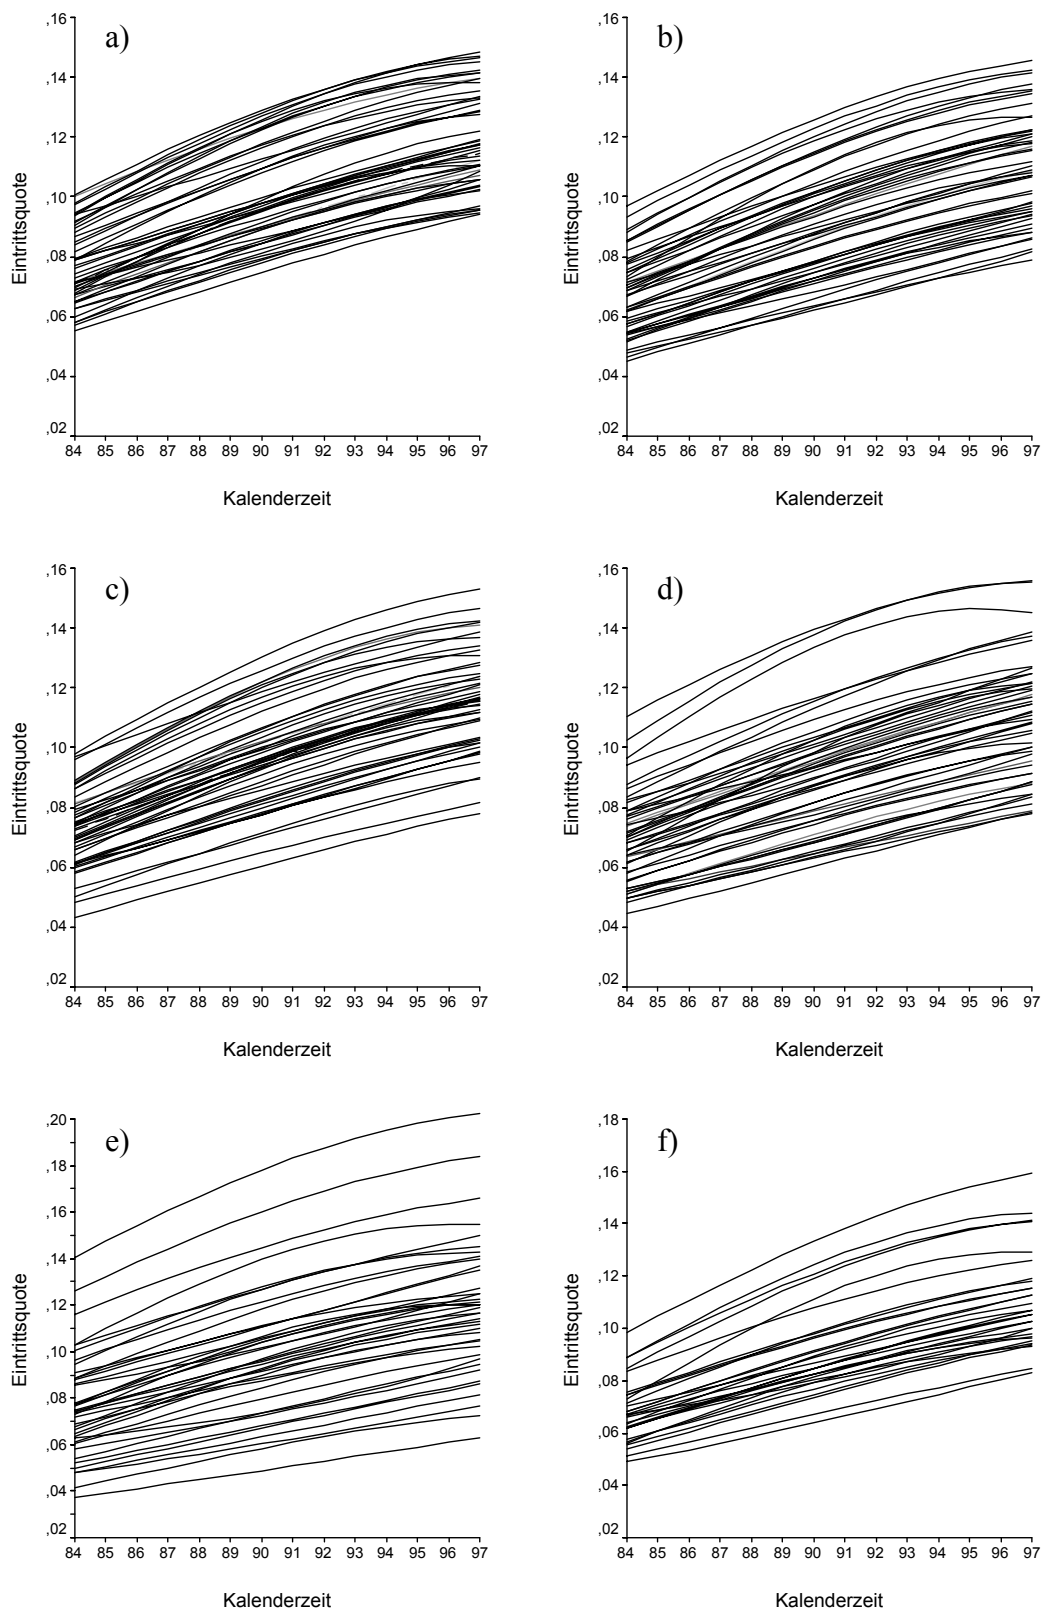 a)
Eintrittsquote
,16
,14
,12
,10
,08
,06
,04
,02
84 85 86 87 88 89 90 91 92 93 94 95 96 97
Kalenderzeit
b)
Eintrittsquote
,16
,14
,12
,10
,08
,06
,04
,02
84 85 86 87 88 89 90 91 92 93 94 95 96 97
Kalenderzeit
c)
Eintrittsquote
,16
,14
,12
,10
,08
,06
,04
,02
84 85 86 87 88 89 90 91 92 93 94 95 96 97
Kalenderzeit
d)
Eintrittsquote
,16
,14
,12
,10
,08
,06
,04
,02
84 85 86 87 88 89 90 91 92 93 94 95 96 97
Kalenderzeit
e)
Eintrittsquote
,20
,18
,16
,14
,12
,10
,08
,06
,04
,02
84 85 86 87 88 89 90 91 92 93 94 95 96 97
Kalenderzeit
f)
Eintrittsquote
,18
,16
,14
,12
,10
,08
,06
,04
,02
84 85 86 87 88 89 90 91 92 93 94 95 96 97
Kalenderzeit